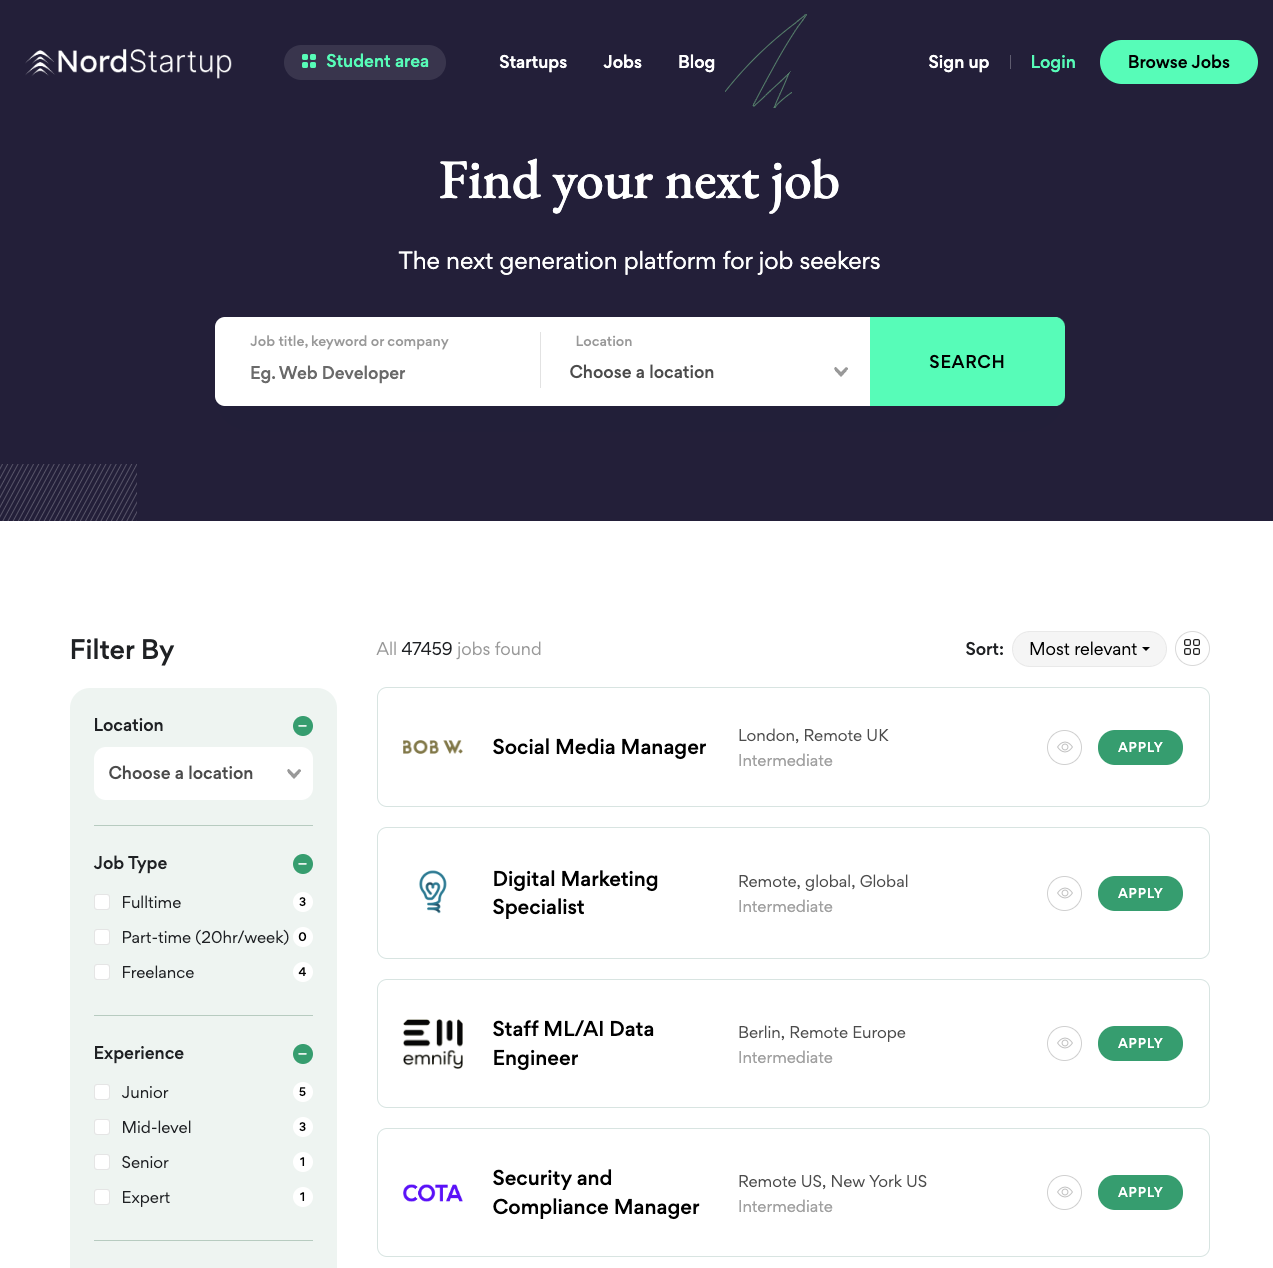 NordStartup
Student area
Startups
Jobs
Blog
Sign up
Login
Browse Jobs
Find your next job
The next generation platform for job seekers
Job title, keyword or company
Eg. Web Developer
Location
Choose a location
SEARCH
Filter By
All 47459 jobs found
Sort:
Most relevant
Location
Choose a location
Job Type
Fulltime 3
Part-time (20hr/week) 0
Freelance 4
Experience
Junior 5
Mid-level 3
Senior 1
Expert 1
BOB W.
Social Media Manager
London, Remote UK
Intermediate
APPLY
Digital Marketing
Specialist
Remote, global, Global
Intermediate
APPLY
emnify
Staff ML/AI Data
Engineer
Berlin, Remote Europe
Intermediate
APPLY
COTA
Security and
Compliance Manager
Remote US, New York US
Intermediate
APPLY